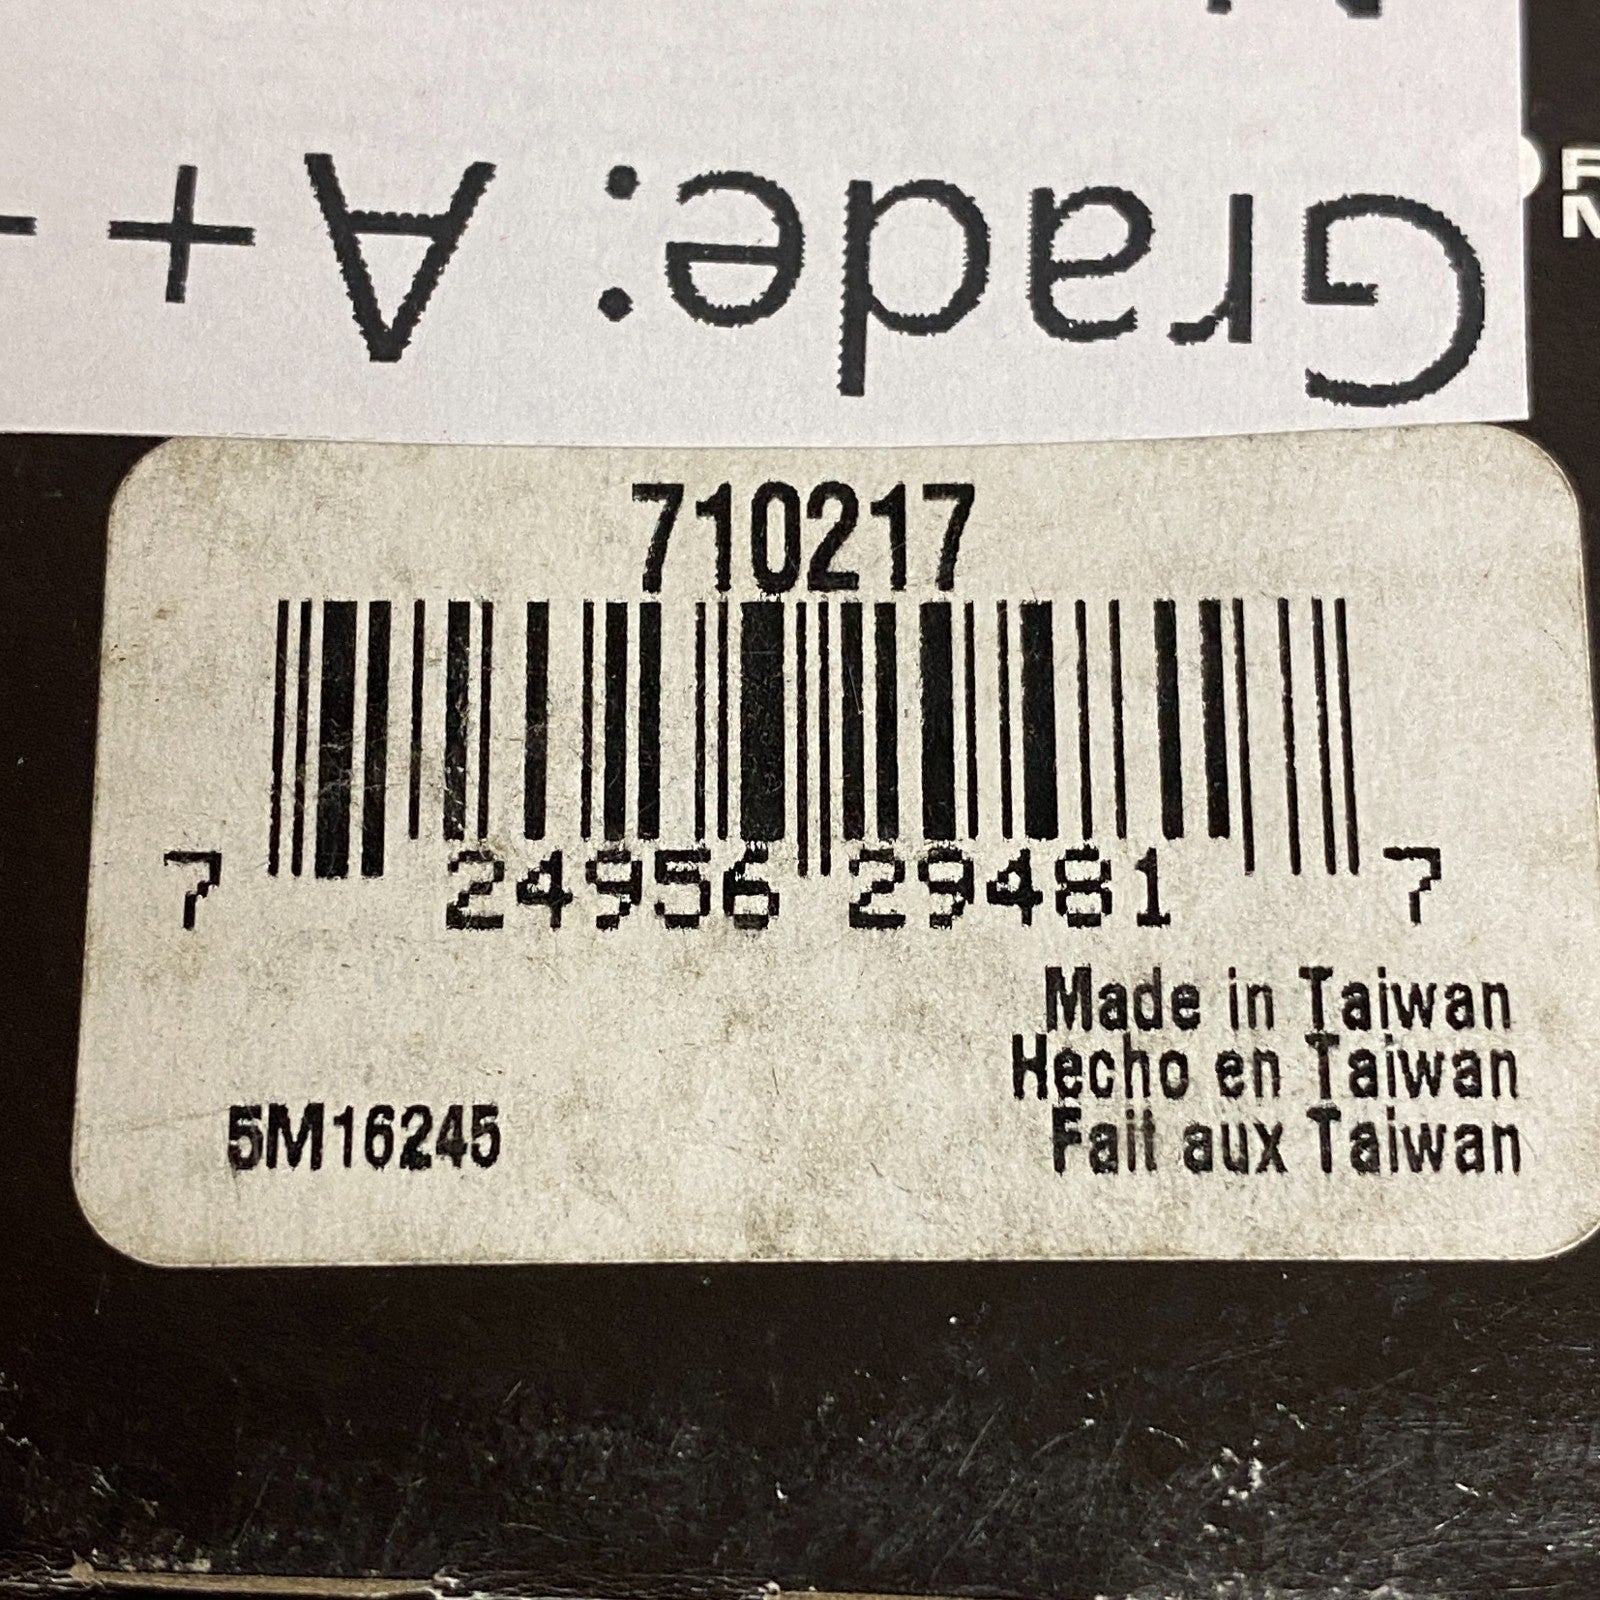 Grade: A +
710217
7 24956 29481 7
Made in Taiwan
Hecho en Taiwan
5M16245
Fait aux Taiwan